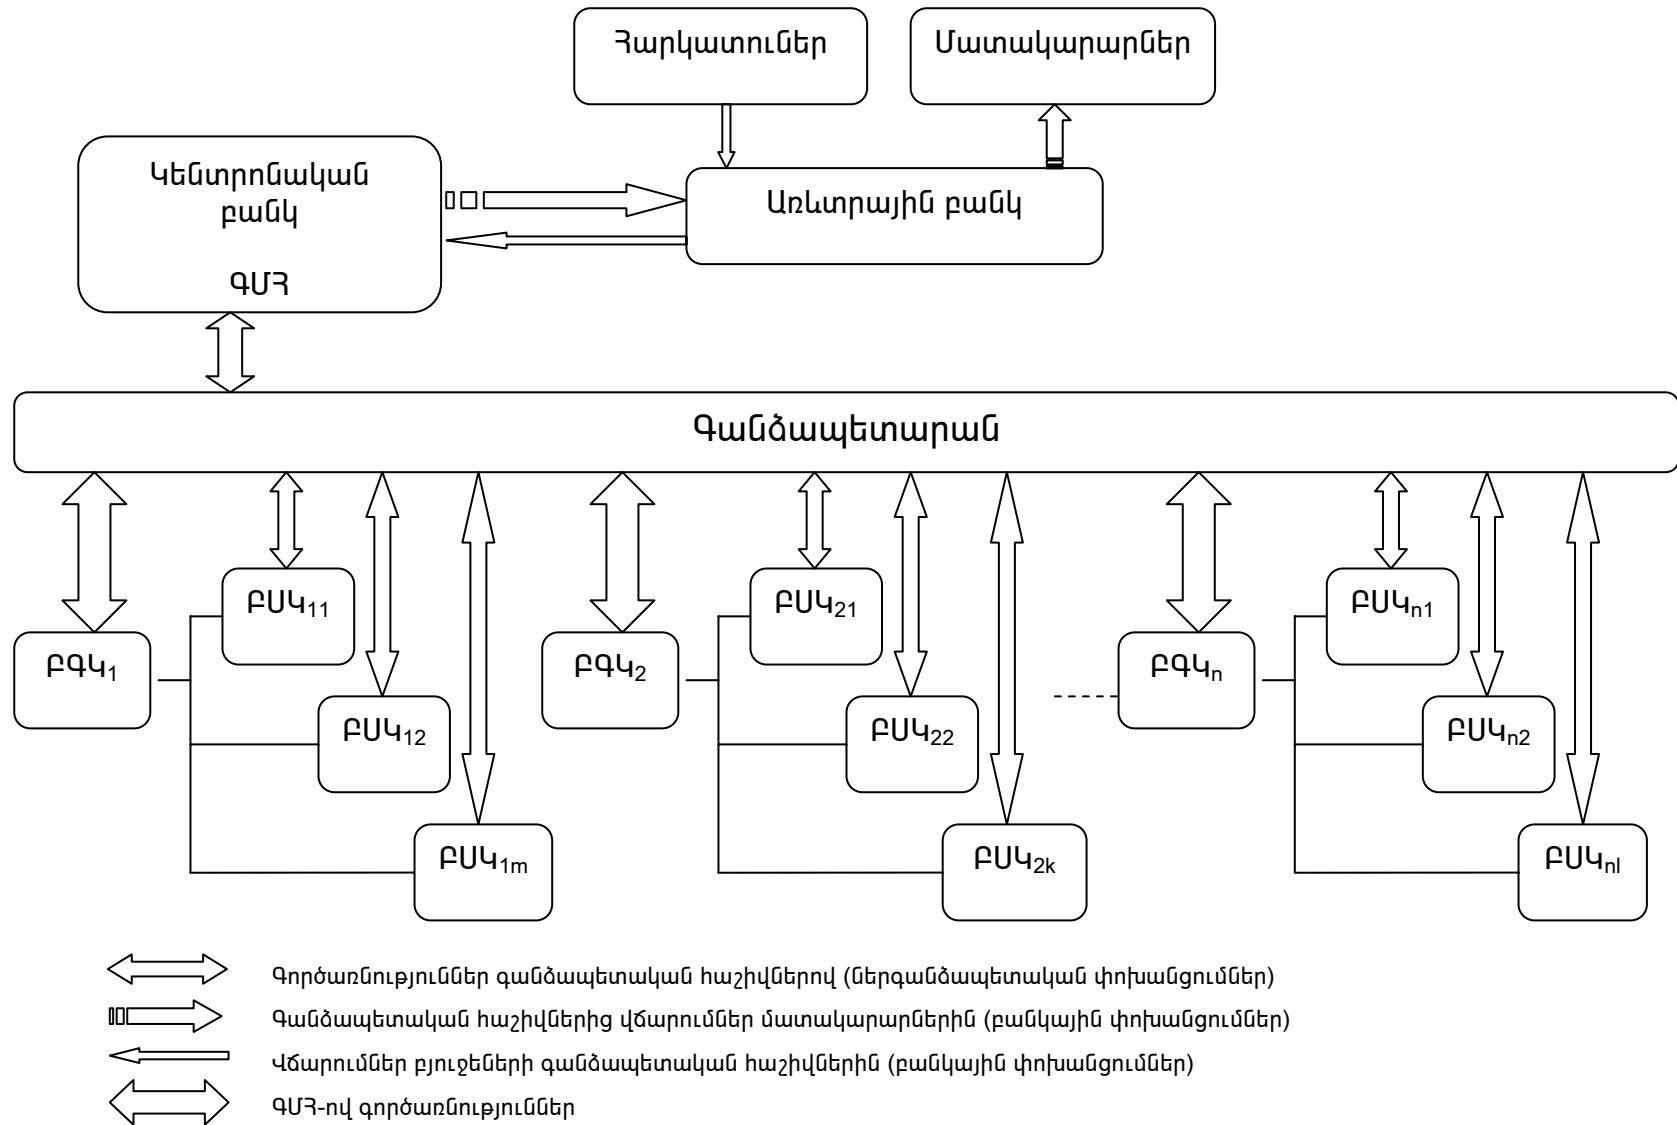 Հարկատուներ
Մատակարարներ
Կենտրոնական
բանկ
ԳՄՀ
Առևտրային բանկ
Գանձապետարան
ԲՍԿ11
ԲՍԿ21
ԲՍԿn1
ԲԳԿ1
ԲԳԿ2
ԲԳԿn
ԲՍԿ12
ԲՍԿ22
ԲՍԿn2
ԲՍԿ1m
ԲՍԿ2k
ԲՍԿnl
Գործառնություններ գանձապետական հաշիվներով (ներգանձապետական փոխանցումներ)
Գանձապետական հաշիվներից վճարումներ մատակարարներին (բանկային փոխանցումներ)
Վճարումներ բյուջեների գանձապետական հաշիվներին (բանկային փոխանցումներ)
ԳՄՀ-ով գործառնություններ